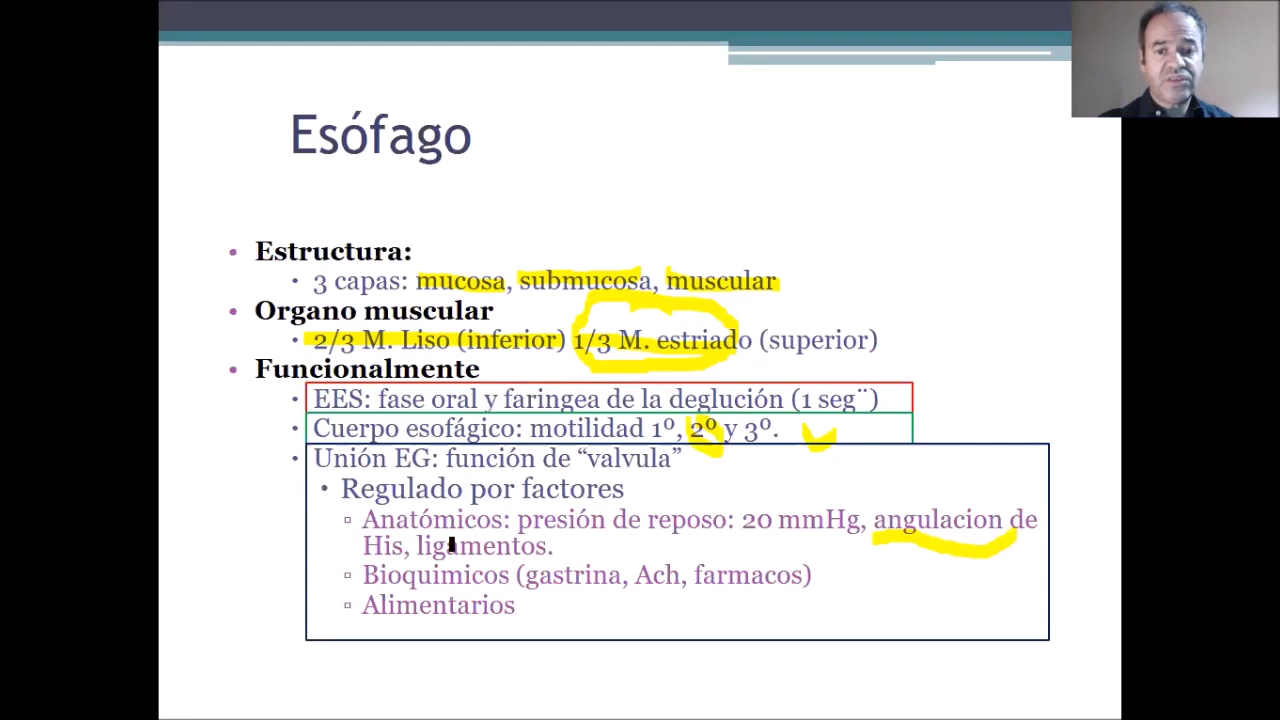 Esófago
• Estructura:
• 3 capas: mucosa, submucosa, muscular
• Organo muscular
• 2/3 M. Liso (inferior) 1/3 M. estriado (superior)
• Funcionalmente
• EES: fase oral y faringea de la deglución (1 seg¨)
• Cuerpo esofágico: motilidad 1º, 2º y 3º.
• Unión EG: función de “valvula”
• Regulado por factores
▫ Anatómicos: presión de reposo: 20 mmHg, angulacion de
His, ligamentos.
▫ Bioquimicos (gastrina, Ach, farmacos)
▫ Alimentarios